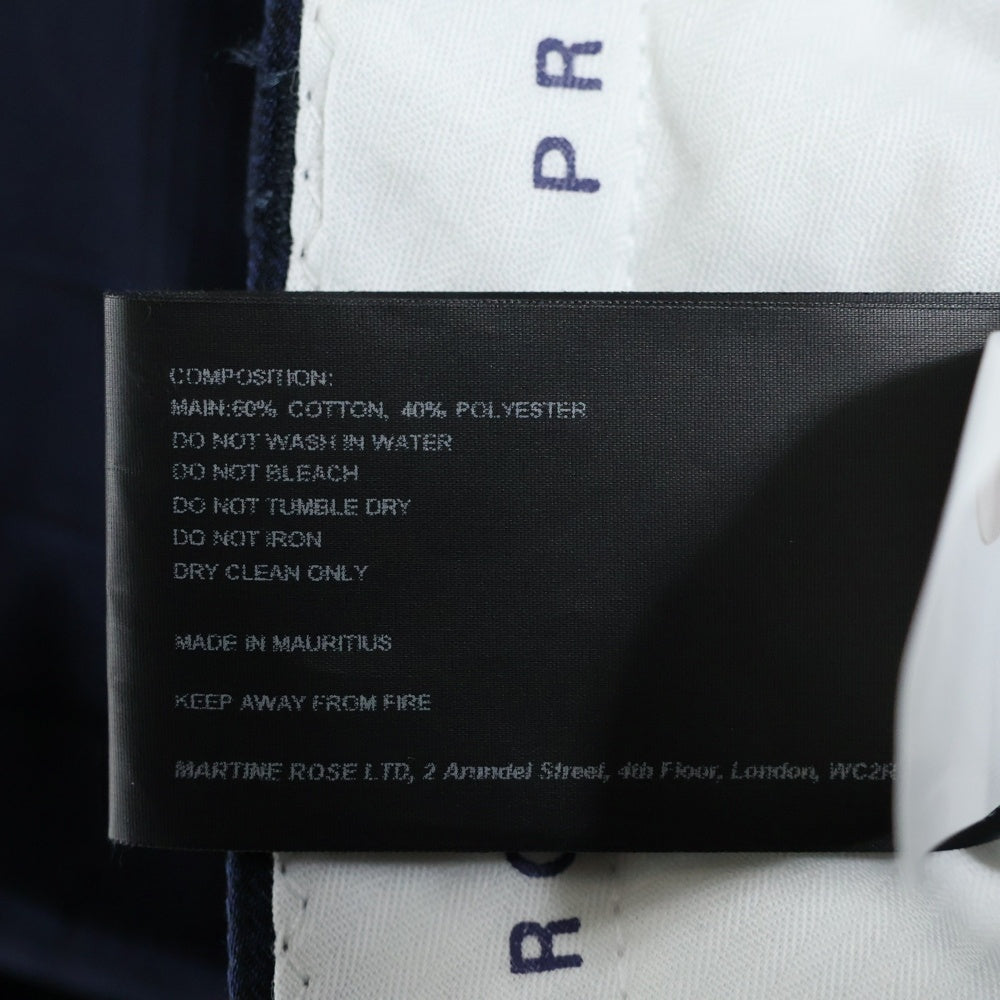 PR
COMPOSITION:
MAIN:60% COTTON, 40% POLYESTER
DO NOT WASH IN WATER
DO NOT BLEACH
DO NOT TUMBLE DRY
DO NOT IRON
DRY CLEAN ONLY
MADE IN MAURITIUS
KEEP AWAY FROM FIRE
MARTINE ROSE LTD, 2 Arundel Street, 4th Floor, London, WC2R
R